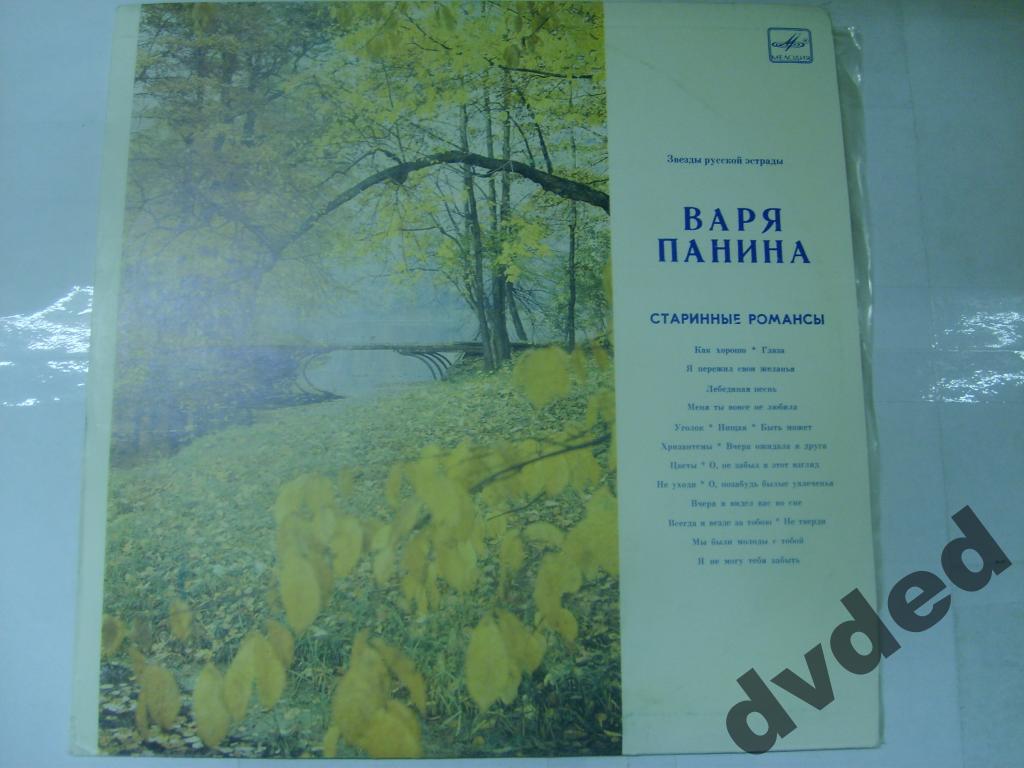 МЕЛОДИЯ
Звезды русской эстрады
ВАРЯ
ПАНИНА
СТАРИННЫЕ РОМАНСЫ
Как хорошо * Глаза
Я пережил свои желанья
Лебединая песнь
Меня ты вовсе не любила
Уголок * Нищая * Быть может
Хризантемы * Вчера ожидала я друга
Цветы * О, не забыл я этот взгляд
Не уходи * О, позабудь былые увлеченья
Вчера я видел вас во сне
Всегда и везде за тобою * Не тверди
Мы были молоды с тобой
Я не могу тебя забыть
dvded